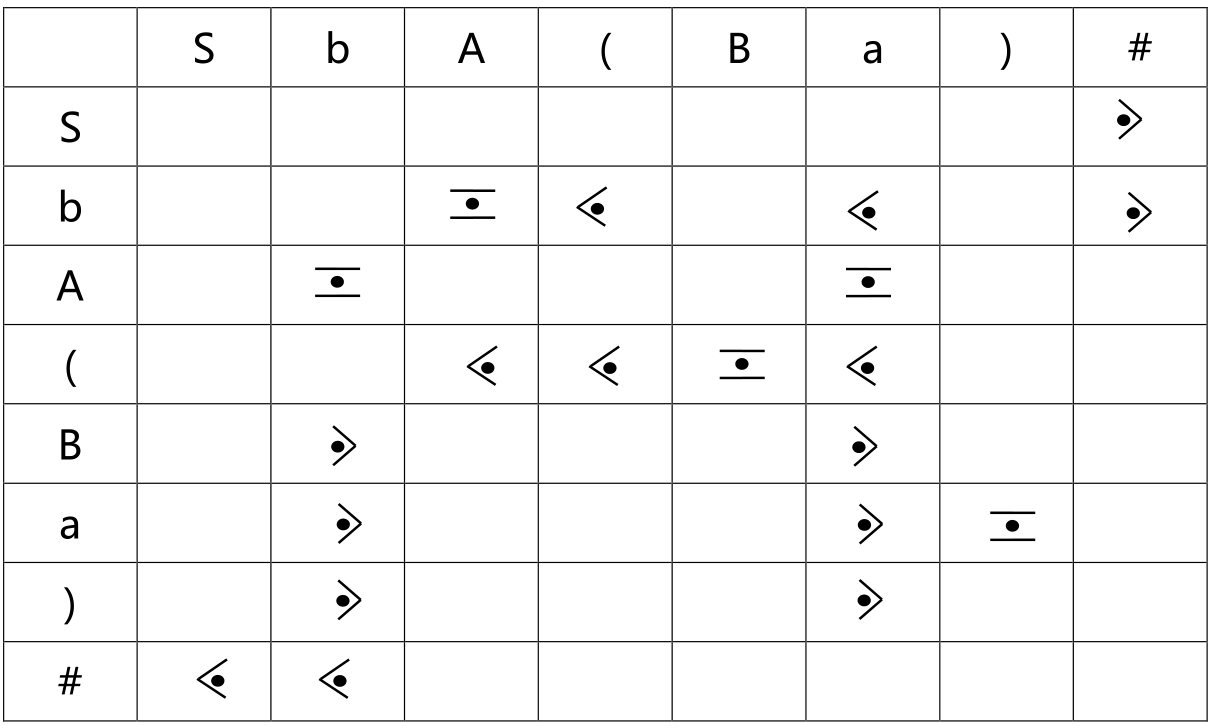 S b A ( B a ) #
S ⋗
b ≐ ⋖ ⋖ ⋗
A ≐ ≐
( ⋖ ⋖ ≐ ⋖
B ⋗ ⋗
a ⋗ ⋗ ≐
) ⋗ ⋗
# ⋖ ⋖